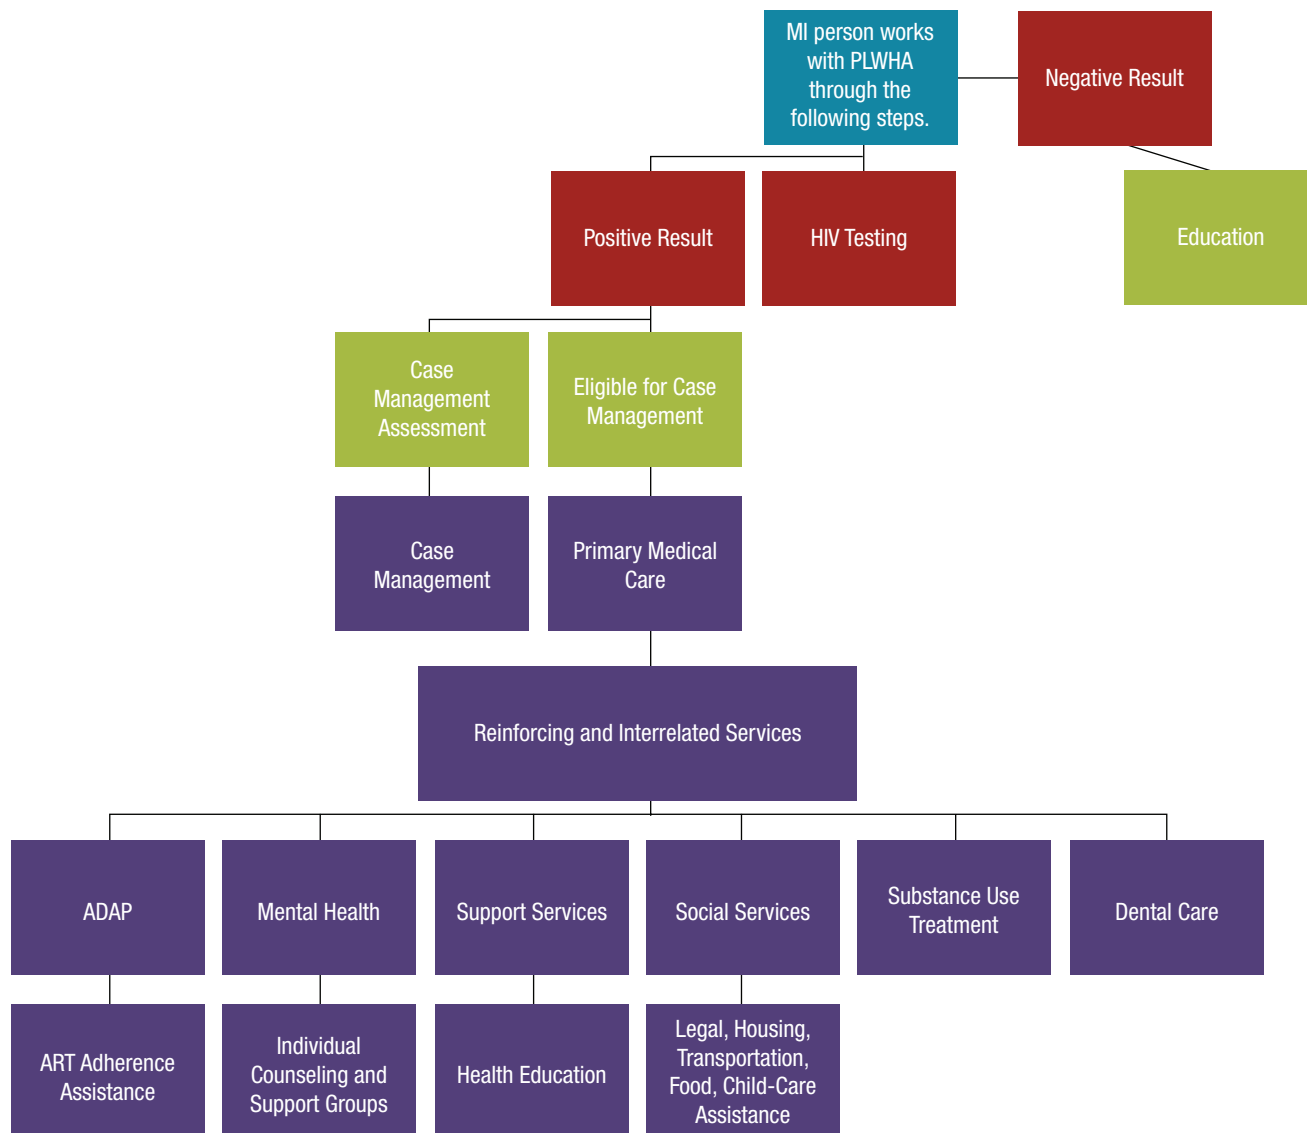 MI person works
with PLWHA
through the
following steps.
Negative Result
Positive Result
HIV Testing
Education
Case
Management
Assessment
Eligible for Case
Management
Case
Management
Primary Medical
Care
Reinforcing and Interrelated Services
ADAP
Mental Health
Support Services
Social Services
Substance Use
Treatment
Dental Care
ART Adherence
Assistance
Individual
Counseling and
Support Groups
Health Education
Legal, Housing,
Transportation,
Food, Child-Care
Assistance